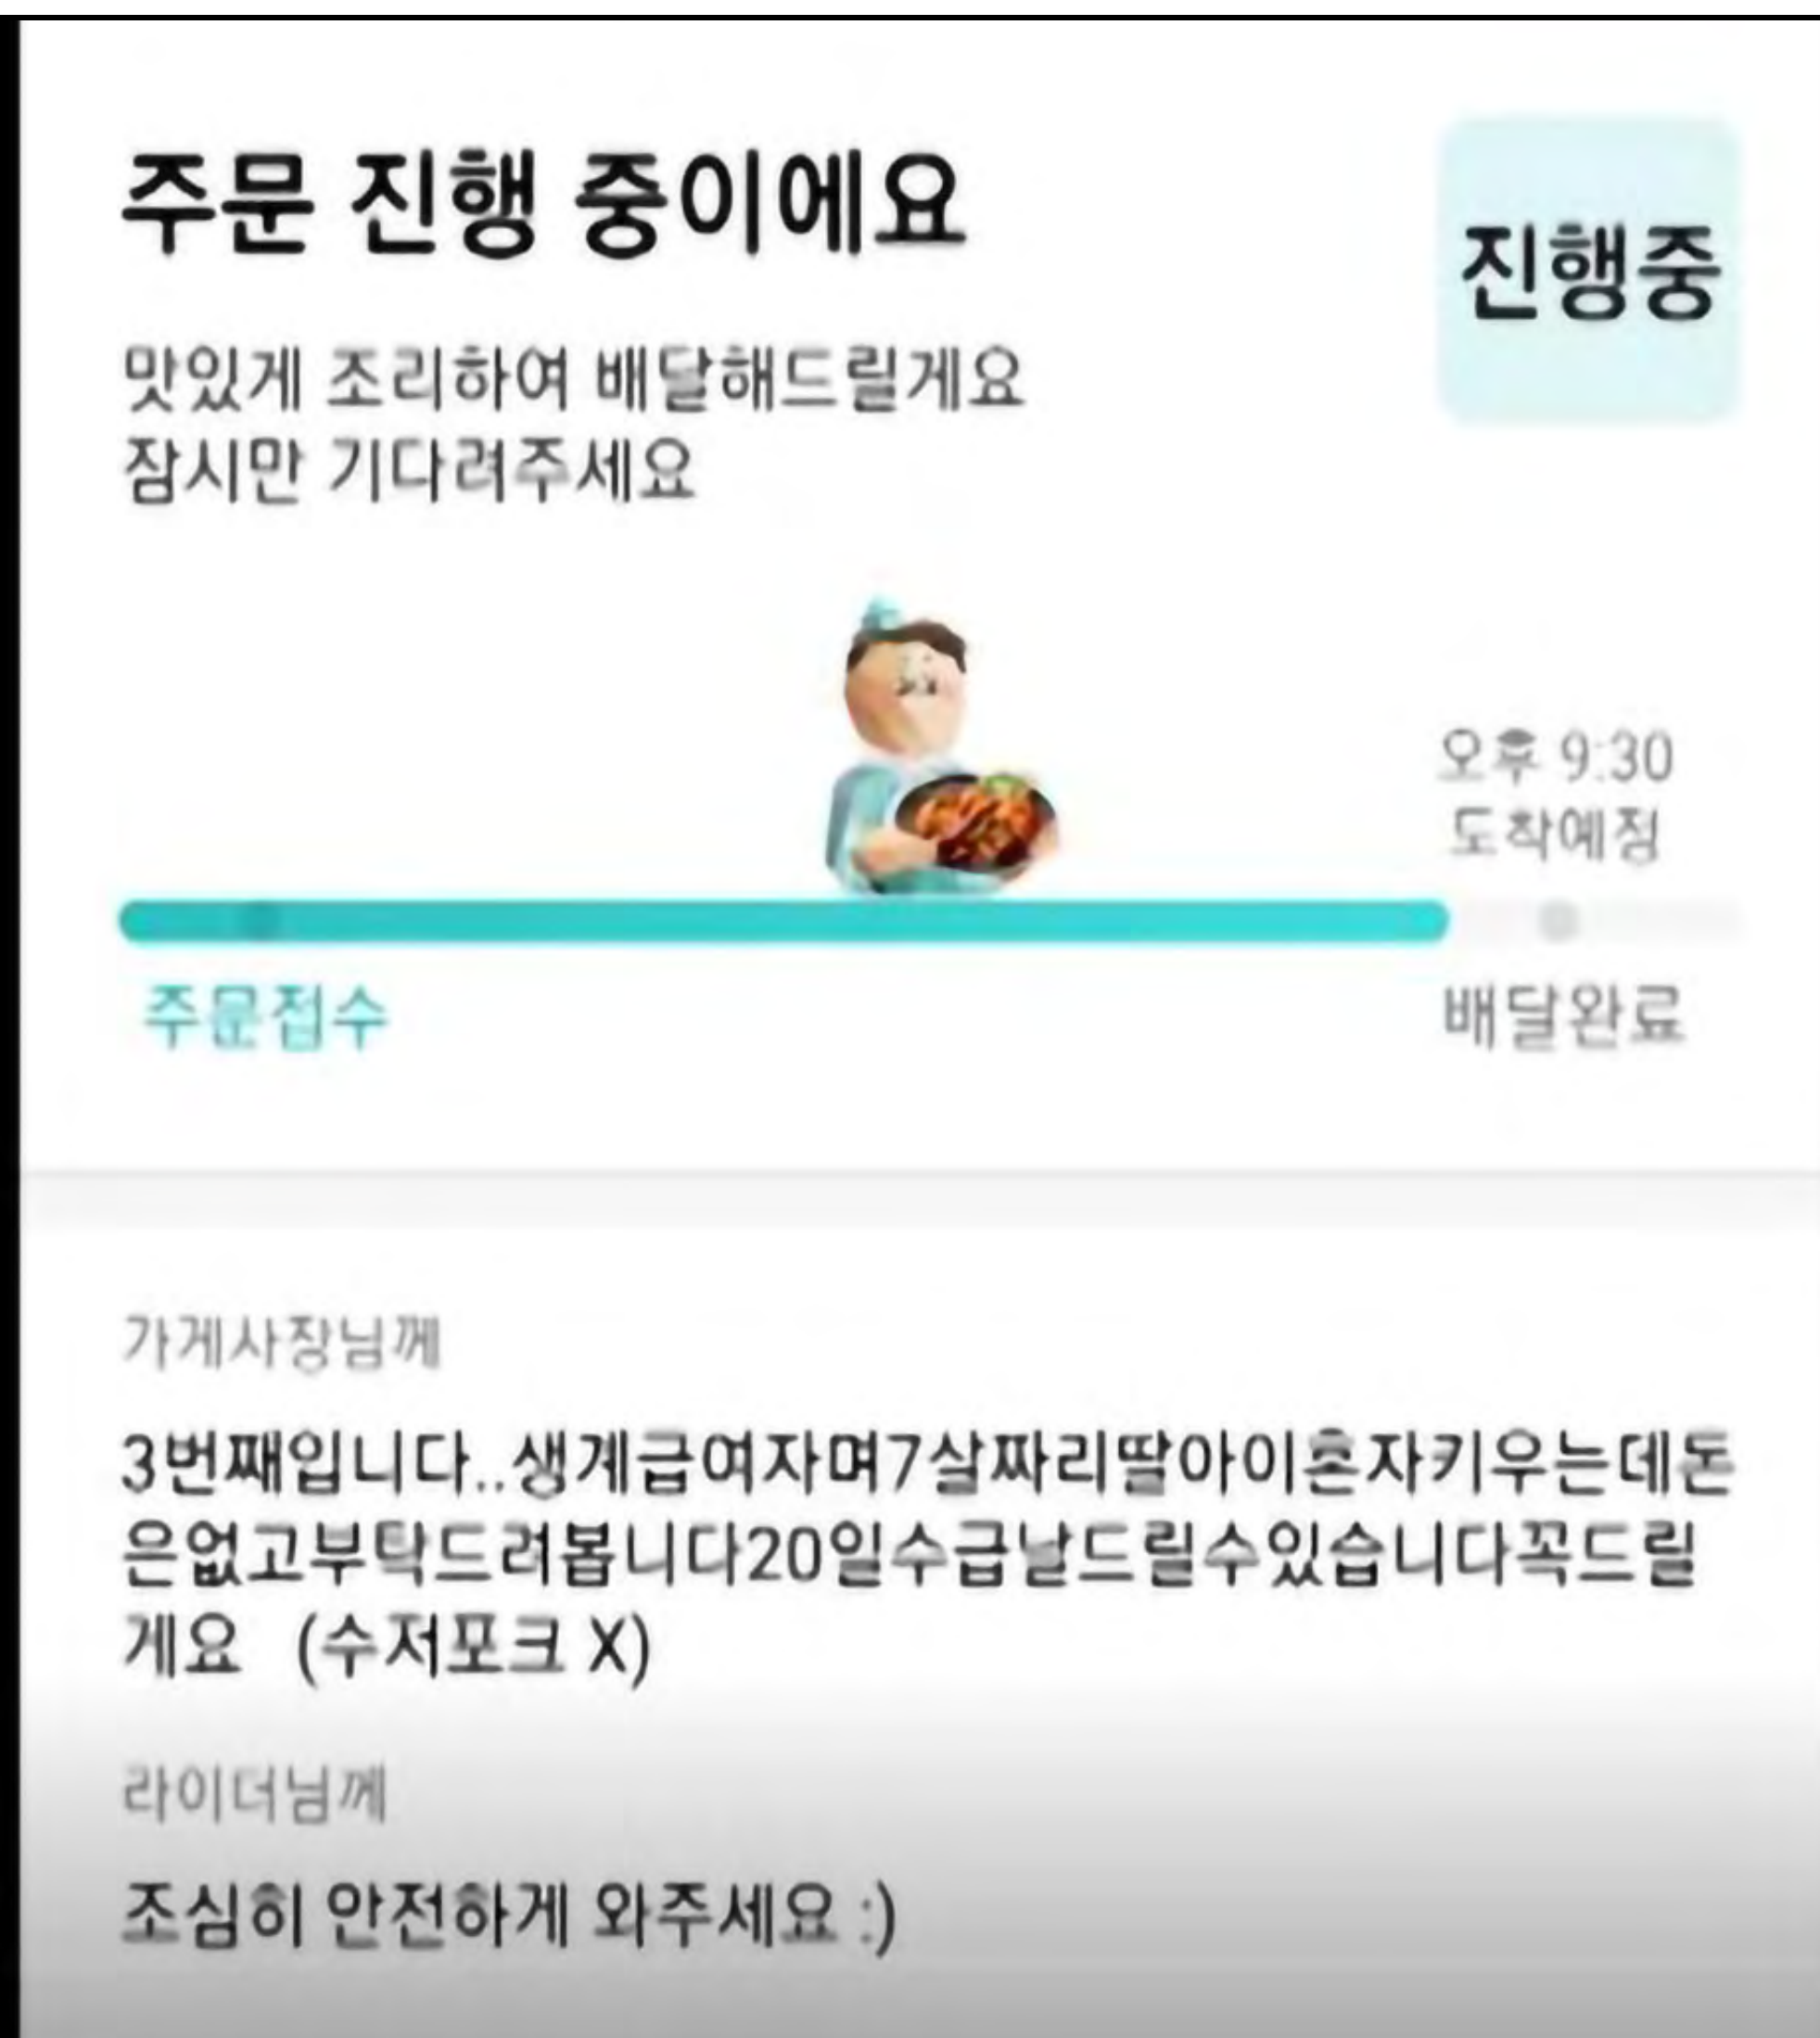 주문 진행 중이에요
진행중
맛있게 조리하여 배달해드릴게요
잠시만 기다려주세요
오후 9:30
도착예정
주문접수
배달완료
가게사장님께
3번째입니다..생계급여자며7살짜리딸아이혼자키우는데돈
은없고부탁드려봅니다20일수급날드릴수있습니다꼭드릴
게요 (수저포크 X)
라이더님께
조심히 안전하게 와주세요 :)